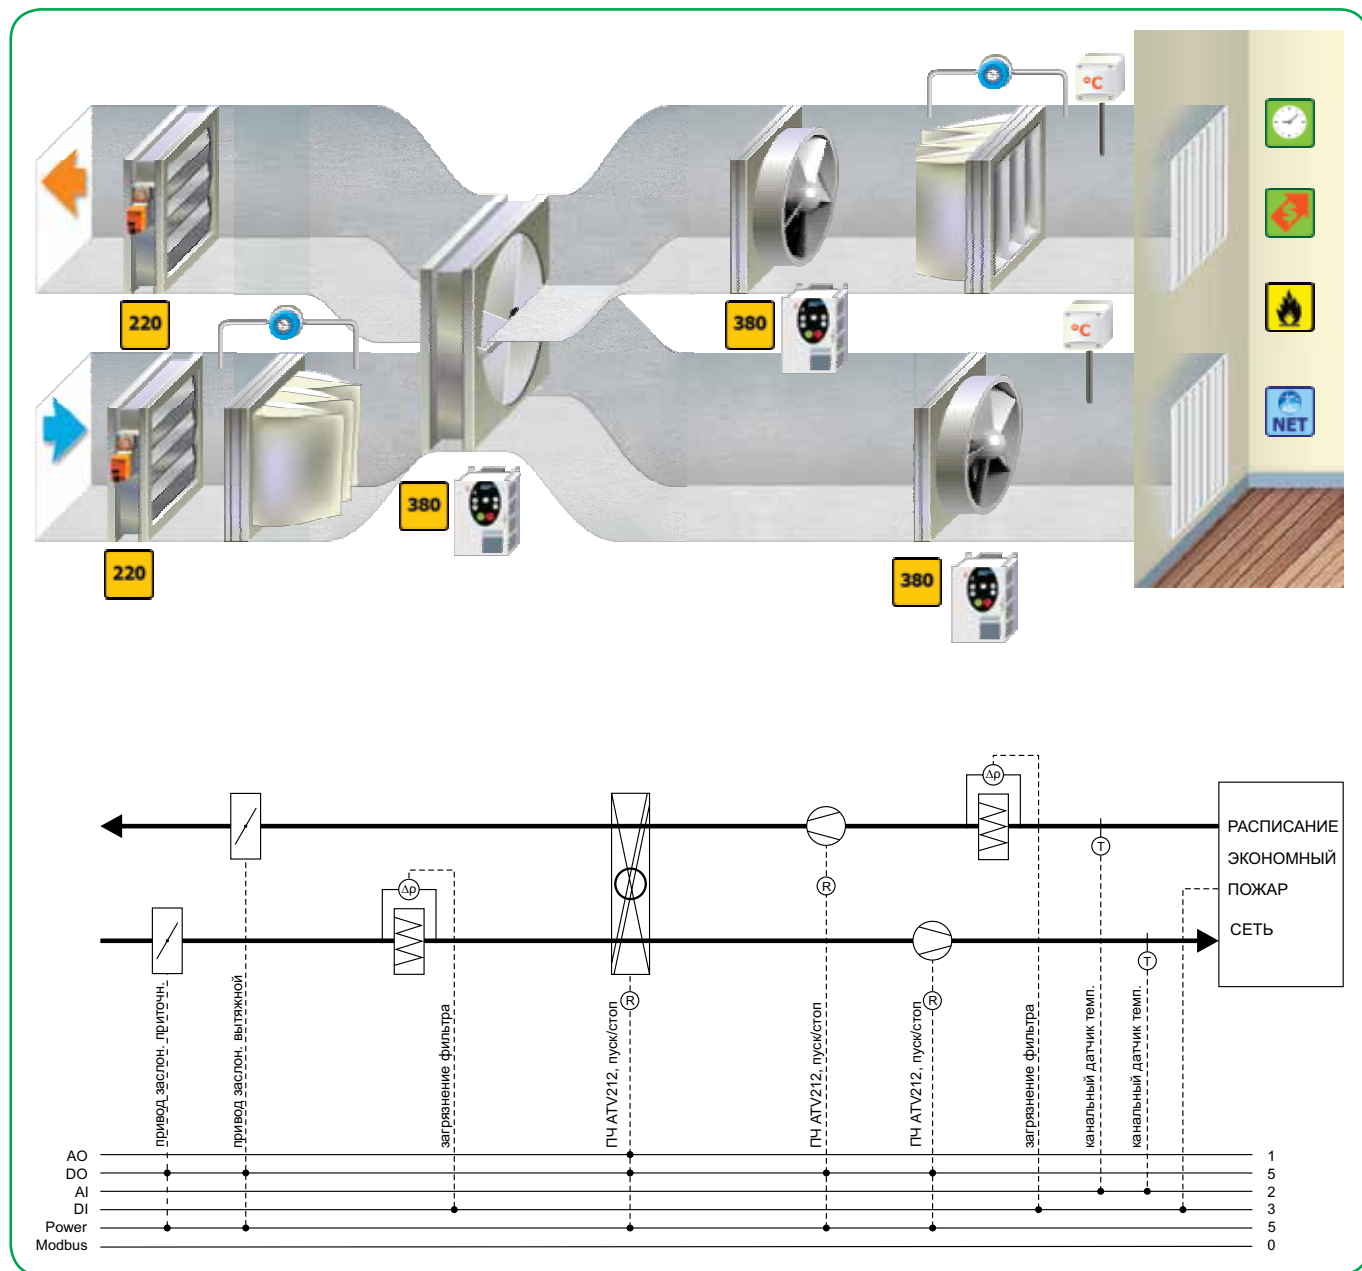 °C
220
380
°C
$
NET
380
220
380
Δρ
РАСПИСАНИЕ
T
ЭКОНОМНЫЙ
Δρ
R
ПОЖАР
СЕТЬ
T
R
R
привод заслон. приточн.
привод заслон. вытяжной
загрязнение фильтра
ПЧ ATV212, пуск/стоп
ПЧ ATV212, пуск/стоп
ПЧ ATV212, пуск/стоп
загрязнение фильтра
канальный датчик темп.
канальный датчик темп.
AO 1
DO 5
AI 2
DI 3
Power 5
Modbus 0